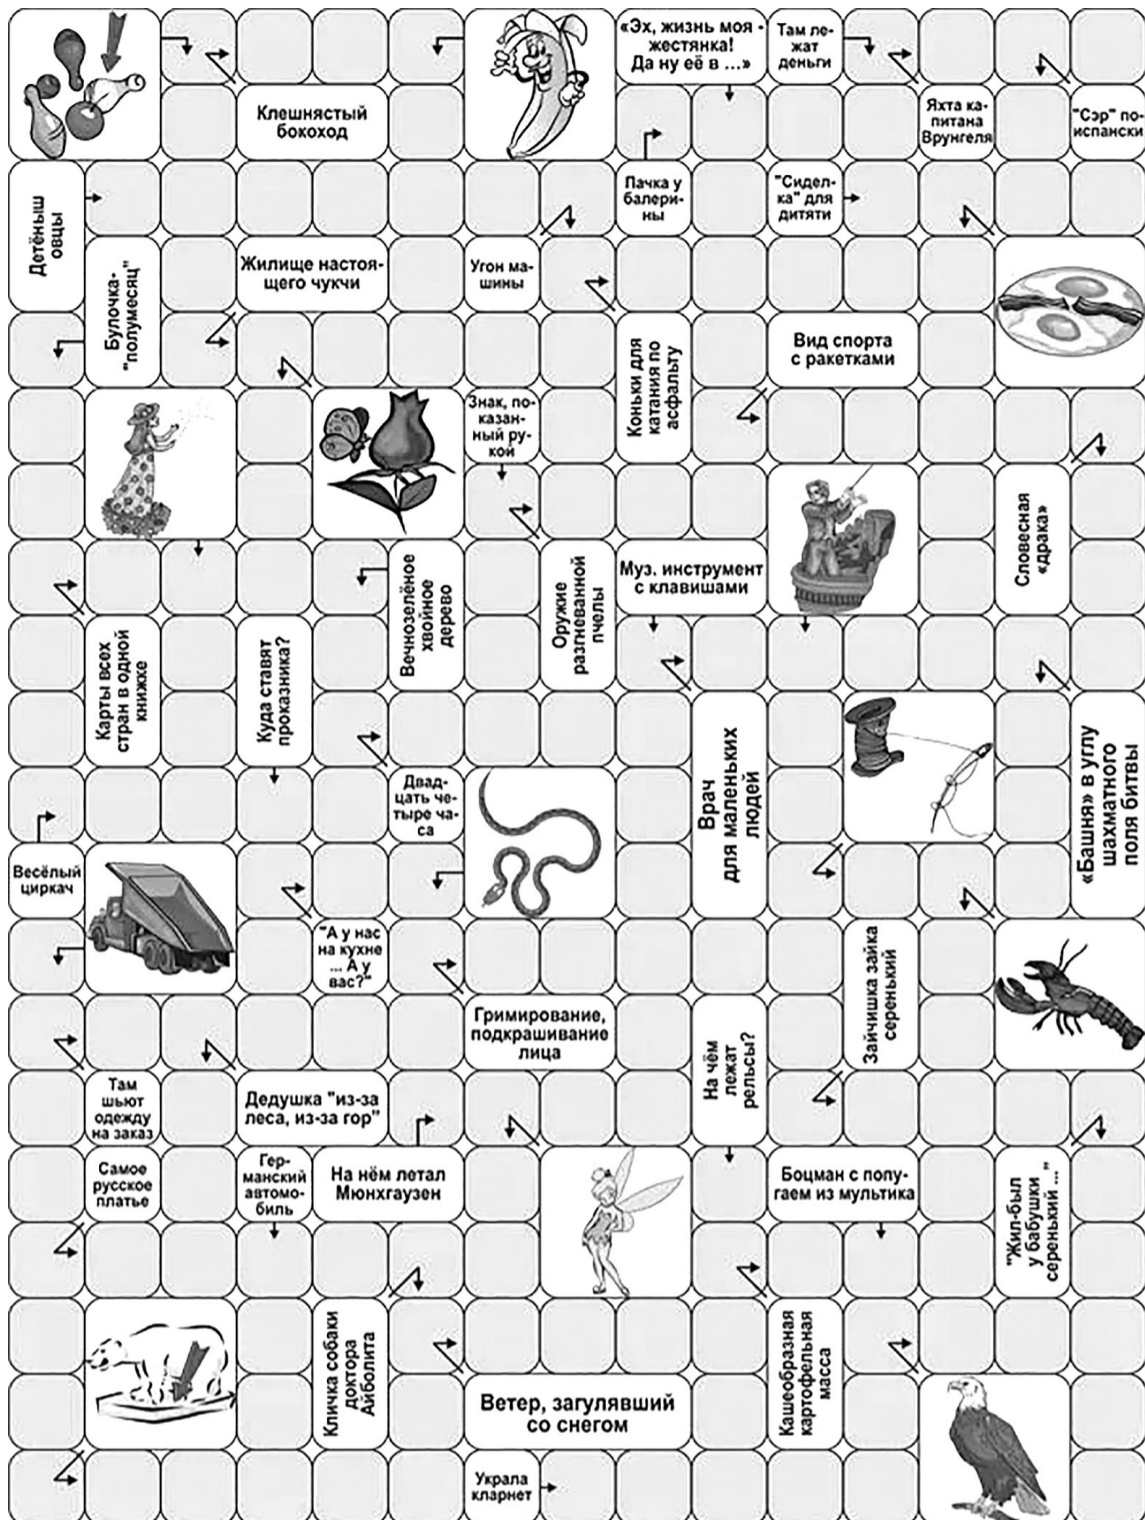 «Эх, жизнь моя -
жестянка!
Да ну её в ...»
Там ле-
жат
деньги
Клешнястый
бокоход
Яхта ка-
питана
Врунгеля
"Сэр" по-
испански
Детёныш
овцы
Пачка у
балери-
ны
"Сидел-
ка" для
дитяти
Булочка-
"полумесяц"
Жилище настоя-
щего чукчи
Угон ма-
шины
Коньки для
катания по
асфальту
Вид спорта
с ракетками
Знак, по-
казан-
ный ру-
кой
Словесная
«драка»
Вечнозелёное
хвойное
дерево
Оружие
разгневанной
пчелы
Муз. инструмент
с клавишами
Карты всех
стран в одной
книжке
Куда ставят
проказника?
Врач
для маленьких
людей
«Башня» в углу
шахматного
поля битвы
Двад-
цать че-
тыре ча-
са
Весёлый
циркач
"А у нас
на кухне
... А у
вас?"
Зайчишка зайка
серенький
Гримирование,
подкрашивание
лица
На чём
лежат
рельсы?
Там
шьют
одежду
на заказ
Дедушка "из-за
леса, из-за гор"
Самое
русское
платье
Гер-
манский
автомо-
биль
На нём летал
Мюнхгаузен
Боцман с попу-
гаем из мультика
"Жил-был
у бабушки
серенький ..."
Кличка собаки
доктора
Айболита
Кашеобразная
картофельная
масса
Ветер, загулявший
со снегом
Украла
кларнет